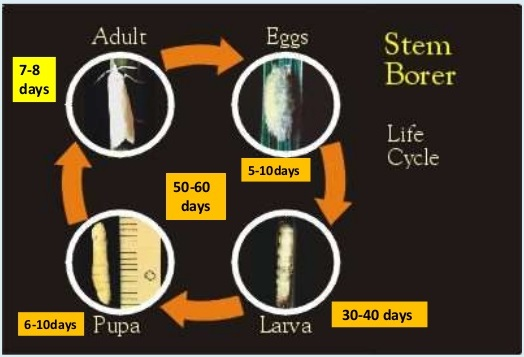 Adult
Eggs
Stem
Borer
7-8
days
Life
Cycle
5-10days
50-60
days
6-10days
Pupa
Larva
30-40 days